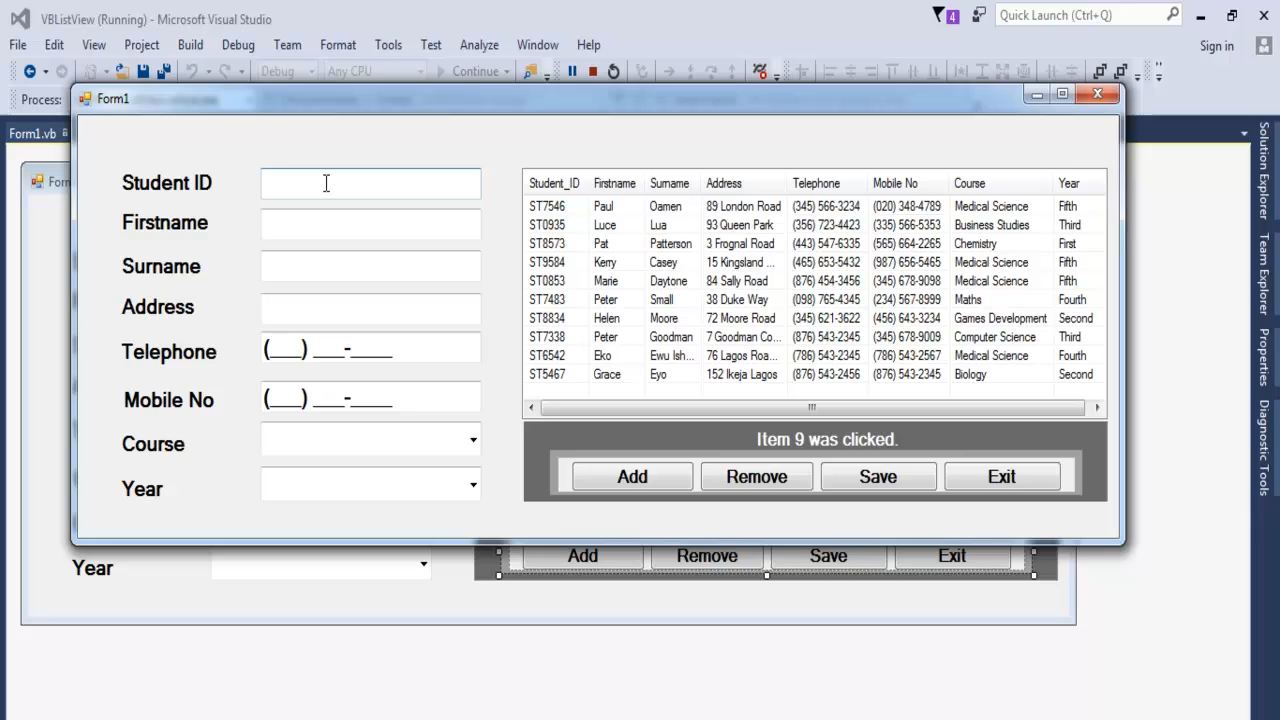 VBListView (Running) - Microsoft Visual Studio
4
Quick Launch (Ctrl+Q)
File Edit View Project Build Debug Team Format Tools Test Analyze Window Help
Sign in
Debug Any CPU Continue
Process:
Form1
Form1.vb
Form
Student ID
Firstname
Surname
Address
Telephone (___) ___-____
Mobile No (___) ___-____
Course
Year
Student_ID Firstname Surname Address Telephone Mobile No Course Year
ST7546 Paul Oamen 89 London Road (345) 566-3234 (020) 348-4789 Medical Science Fifth
ST0935 Luce Lua 93 Queen Park (356) 723-4423 (335) 566-5353 Business Studies Third
ST8573 Pat Patterson 3 Frognal Road (443) 547-6335 (565) 664-2265 Chemistry First
ST9584 Kerry Casey 15 Kingsland ... (465) 653-5432 (987) 656-5465 Medical Science Fifth
ST0853 Marie Daytone 84 Sally Road (876) 454-3456 (345) 678-9098 Medical Science Fifth
ST7483 Peter Small 38 Duke Way (098) 765-4345 (234) 567-8999 Maths Fourth
ST8834 Helen Moore 72 Moore Road (345) 621-3622 (456) 643-3234 Games Development Second
ST7338 Peter Goodman 7 Goodman Co... (876) 543-2345 (345) 678-9009 Computer Science Third
ST6542 Eko Ewu Ish... 76 Lagos Roa... (786) 543-2345 (786) 543-2567 Medical Science Fourth
ST5467 Grace Eyo 152 Ikeja Lagos (876) 543-2456 (876) 543-2345 Biology Second
Item 9 was clicked.
Add Remove Save Exit
Year
Add Remove Save Exit
Solution Explorer
Team Explorer
Properties
Diagnostic Tools